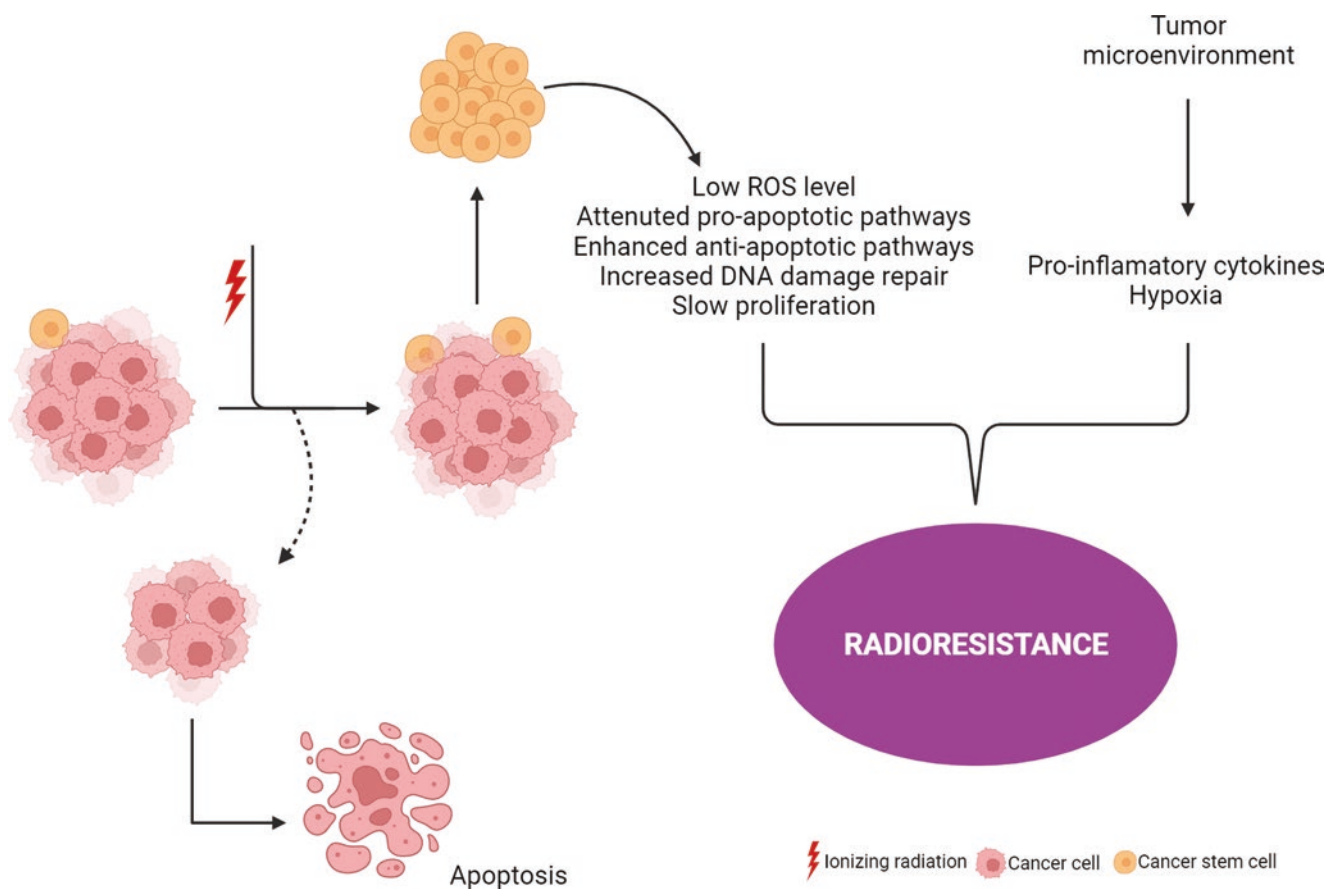 Tumor
microenvironment
Low ROS level
Attenuted pro-apoptotic pathways
Enhanced anti-apoptotic pathways
Increased DNA damage repair
Slow proliferation
Pro-inflamatory cytokines
Hypoxia
RADIORESISTANCE
Apoptosis
Ionizing radiation
Cancer cell
Cancer stem cell